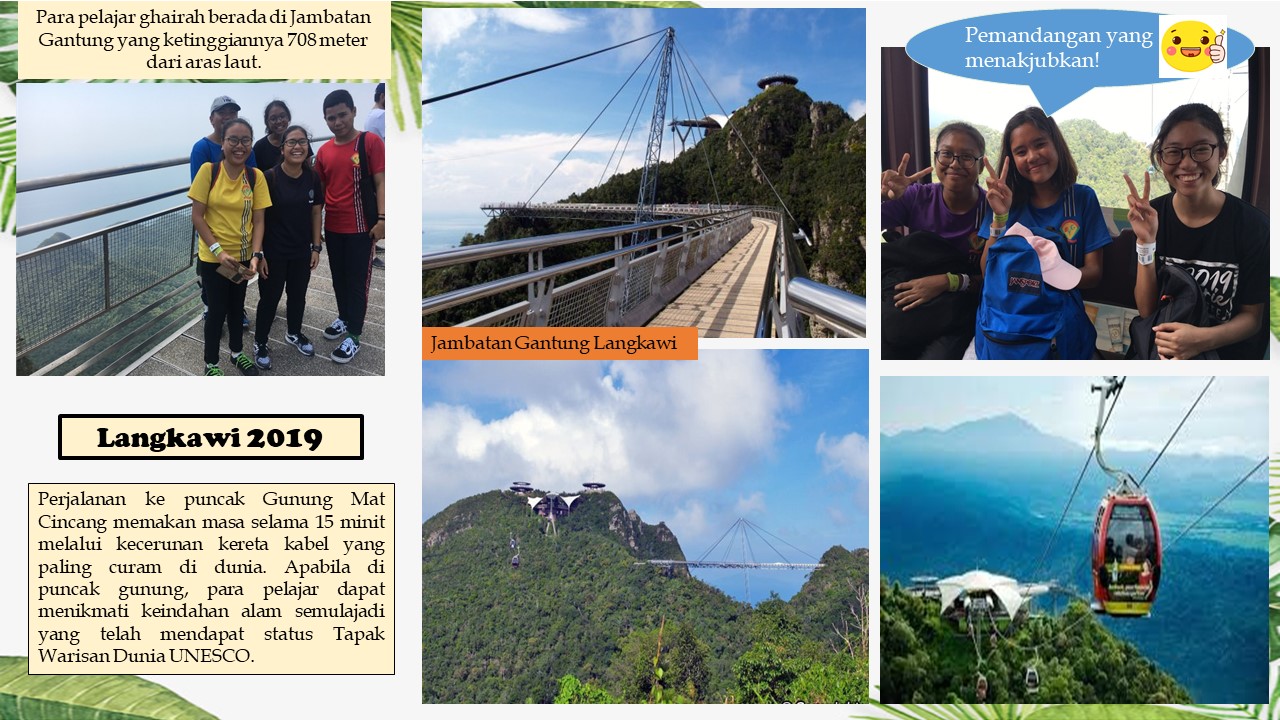 Para pelajar ghairah berada di Jambatan
Gantung yang ketinggiannya 708 meter
dari aras laut.
Langkawi 2019
Perjalanan ke puncak Gunung Mat
Cincang memakan masa selama 15 minit
melalui kecerunan kereta kabel yang
paling curam di dunia. Apabila di
puncak gunung, para pelajar dapat
menikmati keindahan alam semulajadi
yang telah mendapat status Tapak
Warisan Dunia UNESCO.
Jambatan Gantung Langkawi
Pemandangan yang
menakjubkan!
JANSPORT
2019